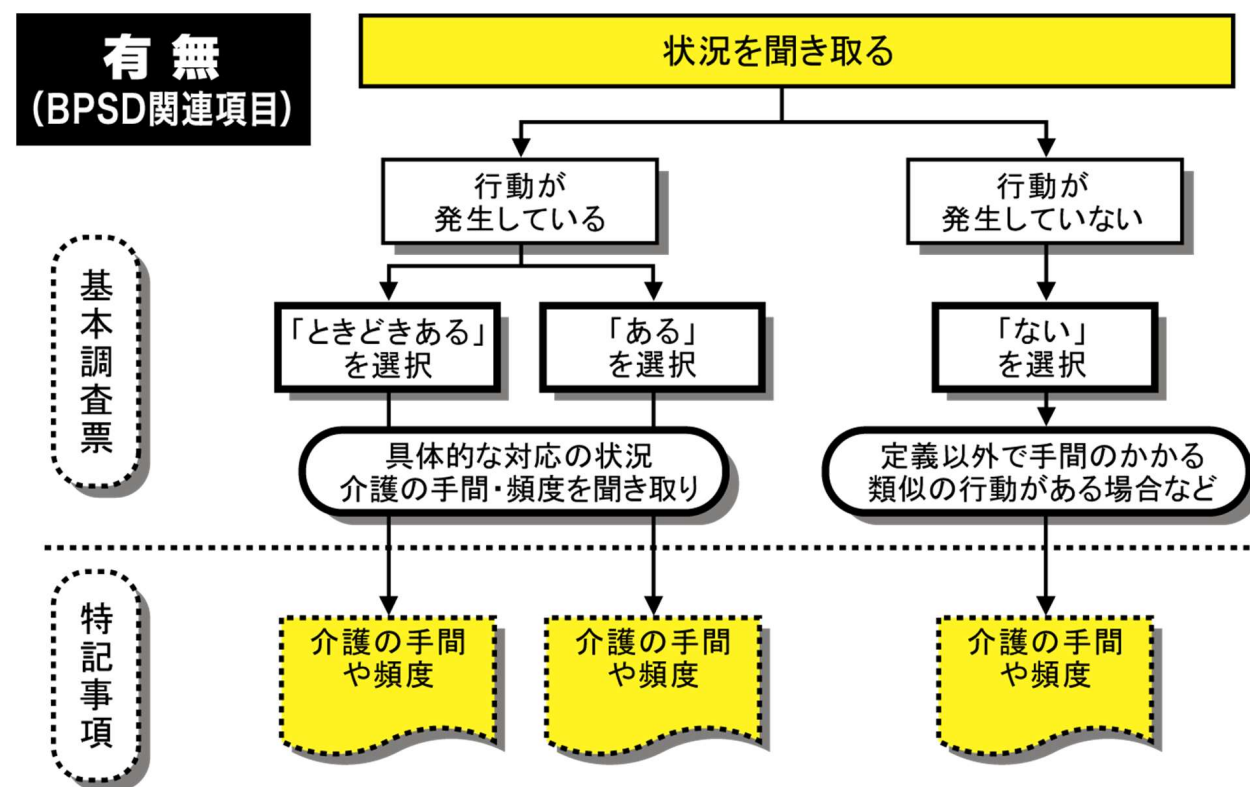 有無
（BPSD関連項目）
状況を聞き取る
行動が
発生している
行動が
発生していない
基本調査票
「ときどきある」
を選択
「ある」
を選択
「ない」
を選択
具体的な対応の状況
介護の手間・頻度を聞き取り
定義以外で手間のかかる
類似の行動がある場合など
特記事項
介護の手間
や頻度
介護の手間
や頻度
介護の手間
や頻度